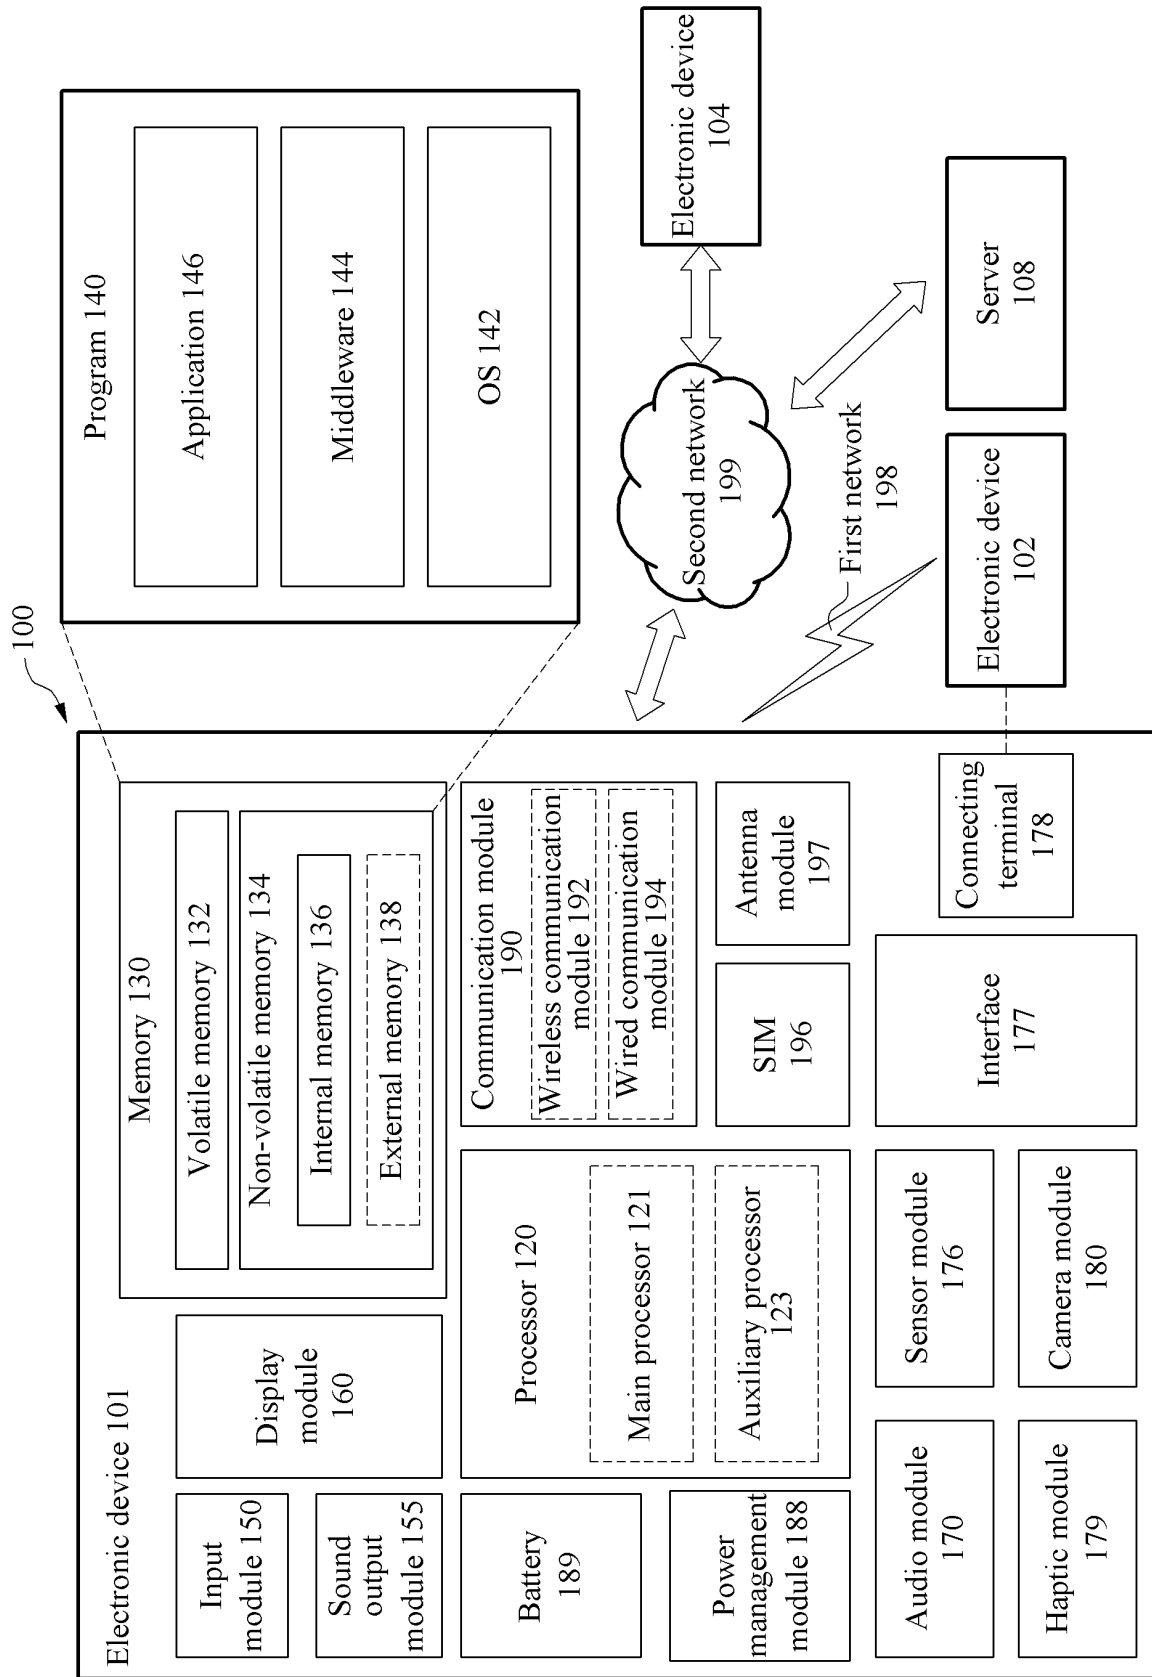 100
Electronic device 101
Input
module 150
Sound
output
module 155
Display
module
160
Memory 130
Volatile memory 132
Non-volatile memory 134
Internal memory 136
External memory 138
Program 140
Application 146
Middleware 144
OS 142
Battery
189
Power
management
module 188
Processor 120
Main processor 121
Auxiliary processor
123
Communication module
190
Wireless communication
module 192
Wired communication
module 194
SIM
196
Antenna
module
197
Audio module
170
Haptic module
179
Sensor module
176
Camera module
180
Interface
177
Connecting
terminal
178
Second network
199
First network
198
Electronic device
104
Electronic device
102
Server
108